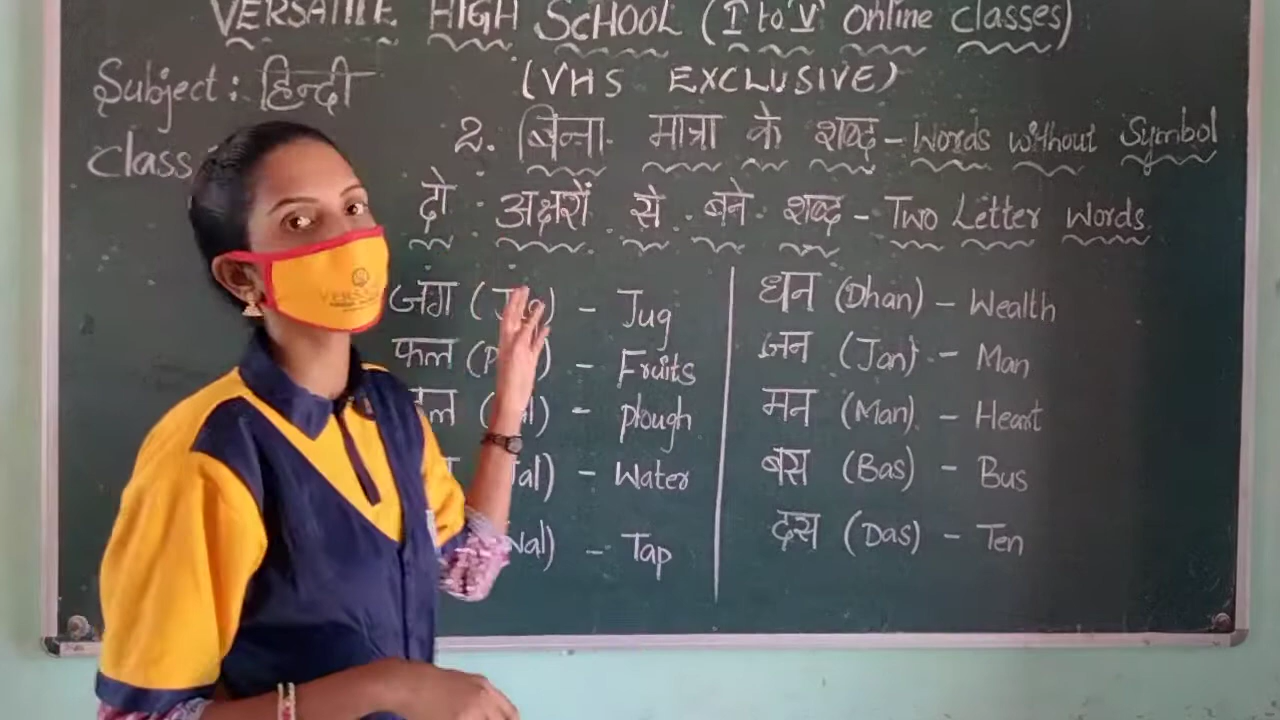 VERSATILE HIGH SCHOOL (I to V Online classes)
Subject: हिन्दी (VHS EXCLUSIVE)
Class 2. बिना मात्रा के शब्द - Words without Symbol
दो अक्षरों से बने शब्द - Two Letter Words
जग - Jug
फल - Fruits
हल - plough
- Water
- Tap
धन (Dhan) - Wealth
जन (Jan) - Man
मन (Man) - Heart
बस (Bas) - Bus
दस (Das) - Ten